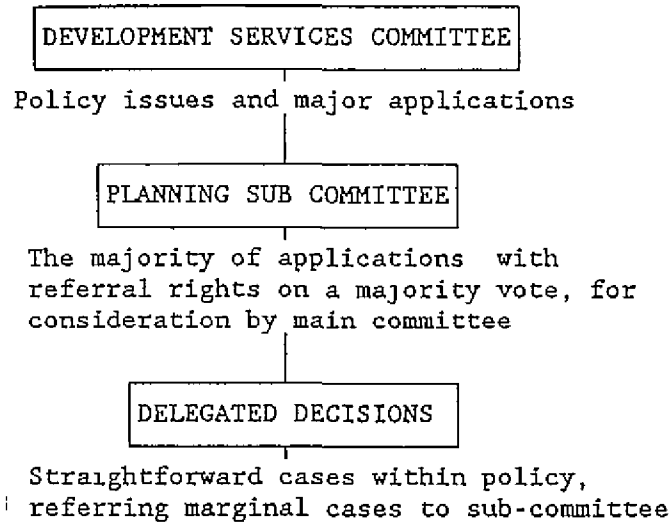 DEVELOPMENT SERVICES COMMITTEE
Policy issues and major applications
PLANNING SUB COMMITTEE
The majority of applications with
referral rights on a majority vote, for
consideration by main committee
DELEGATED DECISIONS
Straightforward cases within policy,
referring marginal cases to sub-committee